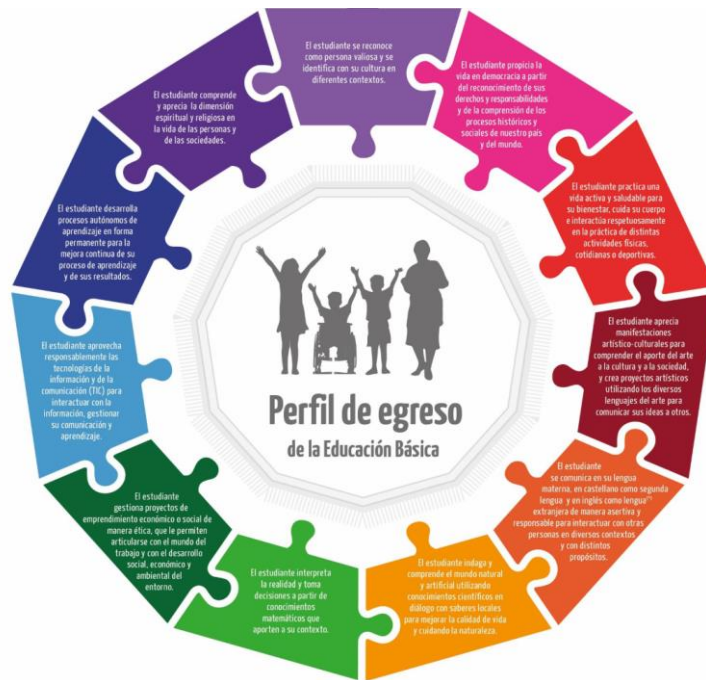 El estudiante se reconoce
como persona valiosa y se
identifica con su cultura en
diferentes contextos.
El estudiante propicia la
vida en democracia a partir
del reconocimiento de sus
derechos y responsabilidades
y de la comprensión de los
procesos históricos y
sociales de nuestro país
y del mundo.
El estudiante practica una
vida activa y saludable para
su bienestar, cuida su cuerpo
e interactúa respetuosamente
en la práctica de distintas
actividades físicas,
cotidianas o deportivas.
El estudiante aprecia
manifestaciones
artístico-culturales para
comprender el aporte del arte
a la cultura y a la sociedad,
y crea proyectos artísticos
utilizando los diversos
lenguajes del arte para
comunicar sus ideas a otros.
El estudiante
se comunica en su lengua
materna, en castellano como segunda
lengua y en inglés como lengua
extranjera de manera asertiva y
responsable para interactuar con otras
personas en diversos contextos
y con distintos
propósitos.
El estudiante indaga y
comprende el mundo natural
y artificial utilizando
conocimientos científicos en
diálogo con saberes locales
para mejorar la calidad de vida
y cuidando la naturaleza.
El estudiante interpreta
la realidad y toma
decisiones a partir de
conocimientos
matemáticos que
aporten a su contexto.
El estudiante
gestiona proyectos de
emprendimiento económico o social de
manera ética, que le permiten
articularse con el mundo del
trabajo y con el desarrollo
social, económico y
ambiental del
entorno.
El estudiante aprovecha
responsablemente las
tecnologías de la
información y de la
comunicación (TIC) para
interactuar con la
información, gestionar
su comunicación y
aprendizaje.
El estudiante desarrolla
procesos autónomos de
aprendizaje en forma
permanente para la
mejora continua de su
proceso de aprendizaje
y de sus resultados.
El estudiante comprende
y aprecia la dimensión
espiritual y religiosa en
la vida de las personas y
de las sociedades.
Perfil de egreso
de la Educación Básica